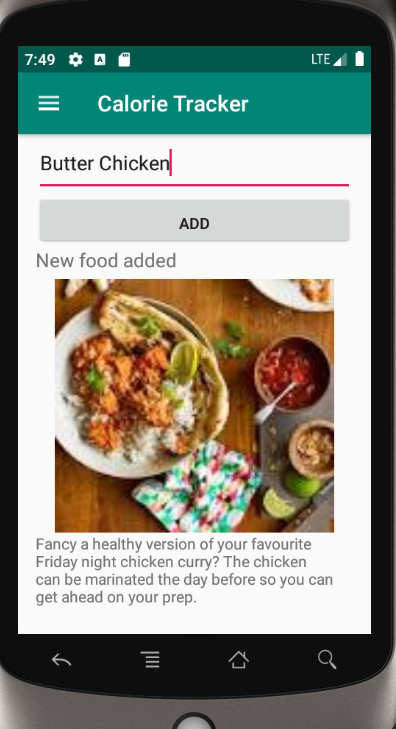 7:49 A LTE
Calorie Tracker
Butter Chicken
ADD
New food added
Fancy a healthy version of your favourite
Friday night chicken curry? The chicken
can be marinated the day before so you can
get ahead on your prep.